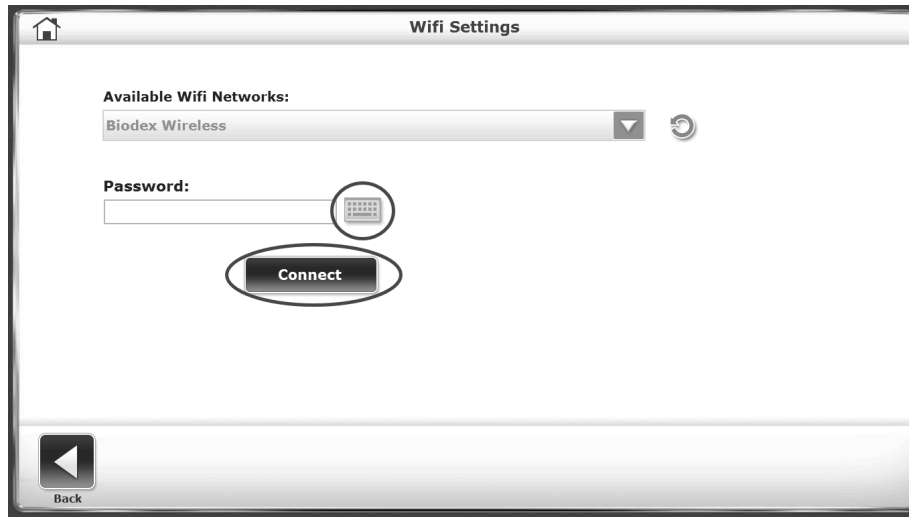 Wifi Settings
Available Wifi Networks:
Biodex Wireless
Password:
Connect
Back